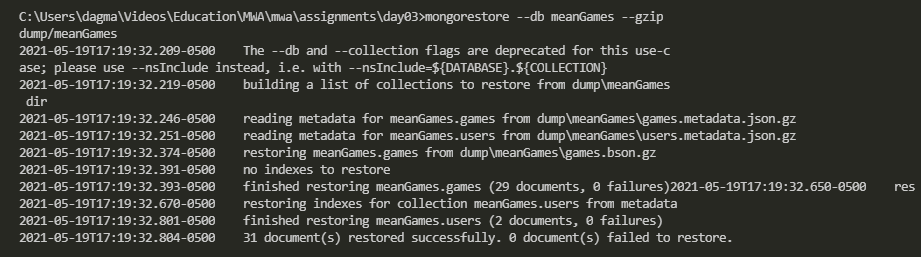 C:\Users\dagma\Videos\Education\MWA\mwa\assignments\day03>mongorestore --db meanGames --gzip
dump/meanGames
2021-05-19T17:19:32.209-0500    The --db and --collection flags are deprecated for this use-c
ase; please use --nsInclude instead, i.e. with --nsInclude=${DATABASE}.${COLLECTION}
2021-05-19T17:19:32.219-0500    building a list of collections to restore from dump\meanGames
 dir
2021-05-19T17:19:32.246-0500    reading metadata for meanGames.games from dump\meanGames\games.metadata.json.gz
2021-05-19T17:19:32.251-0500    reading metadata for meanGames.users from dump\meanGames\users.metadata.json.gz
2021-05-19T17:19:32.374-0500    restoring meanGames.games from dump\meanGames\games.bson.gz
2021-05-19T17:19:32.391-0500    no indexes to restore
2021-05-19T17:19:32.393-0500    finished restoring meanGames.games (29 documents, 0 failures)2021-05-19T17:19:32.650-0500    res
2021-05-19T17:19:32.670-0500    restoring indexes for collection meanGames.users from metadata
2021-05-19T17:19:32.801-0500    finished restoring meanGames.users (2 documents, 0 failures)
2021-05-19T17:19:32.804-0500    31 document(s) restored successfully. 0 document(s) failed to restore.